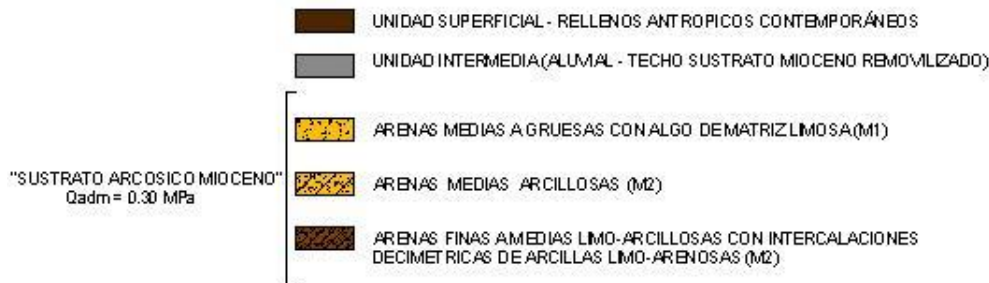 UNIDAD SUPERFICIAL - RELLENOS ANTROPICOS CONTEMPORÁNEOS
UNIDAD INTERMEDIA (ALUVIAL - TECHO SUSTRATO MIOCENO REMOVILIZADO)
ARENAS MEDIAS A GRUESAS CON ALGO DE MATRIZ LIMOSA (M1)
"SUSTRATO ARCOSICO MIOCENO"
Qadm = 0.30 MPa
ARENAS MEDIAS ARCILLOSAS (M2)
ARENAS FINAS A MEDIAS LIMO-ARCILLOSAS CON INTERCALACIONES
DECIMETRICAS DE ARCILLAS LIMO-ARENOSAS (M2)